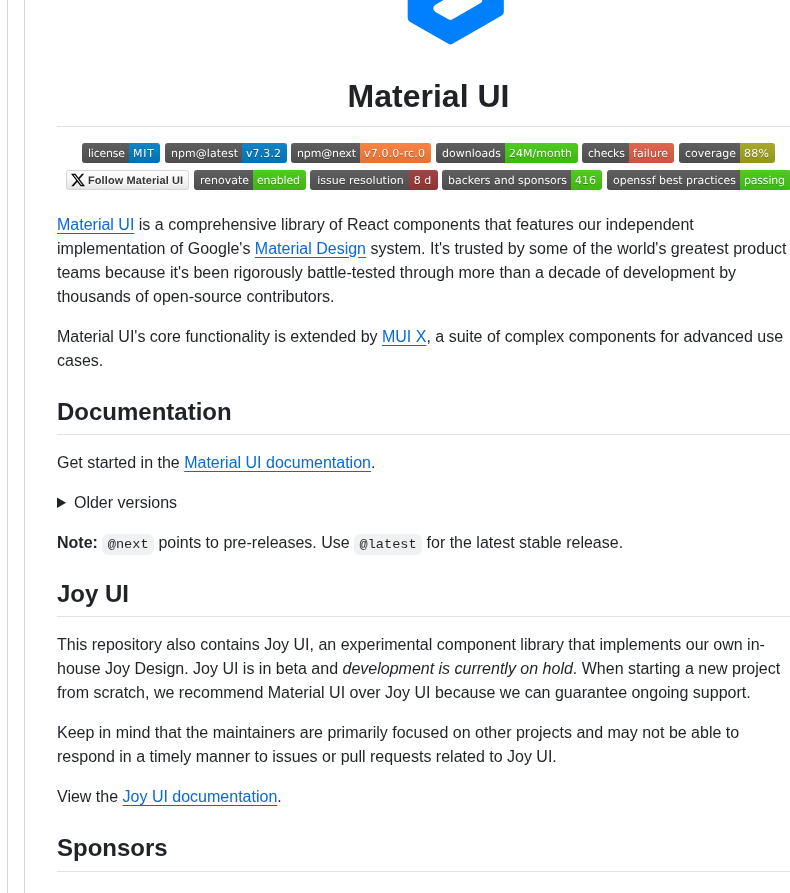 Material UI
license MIT npm@latest v7.3.2 npm@next v7.0.0-rc.0 downloads 24M/month checks failure coverage 88%
Follow Material UI renovate enabled issue resolution 8 d backers and sponsors 416 openssf best practices passing
Material UI is a comprehensive library of React components that features our independent
implementation of Google's Material Design system. It's trusted by some of the world's greatest product
teams because it's been rigorously battle-tested through more than a decade of development by
thousands of open-source contributors.
Material UI's core functionality is extended by MUI X, a suite of complex components for advanced use
cases.
Documentation
Get started in the Material UI documentation.
Older versions
Note: @next points to pre-releases. Use @latest for the latest stable release.
Joy UI
This repository also contains Joy UI, an experimental component library that implements our own in-
house Joy Design. Joy UI is in beta and development is currently on hold. When starting a new project
from scratch, we recommend Material UI over Joy UI because we can guarantee ongoing support.
Keep in mind that the maintainers are primarily focused on other projects and may not be able to
respond in a timely manner to issues or pull requests related to Joy UI.
View the Joy UI documentation.
Sponsors